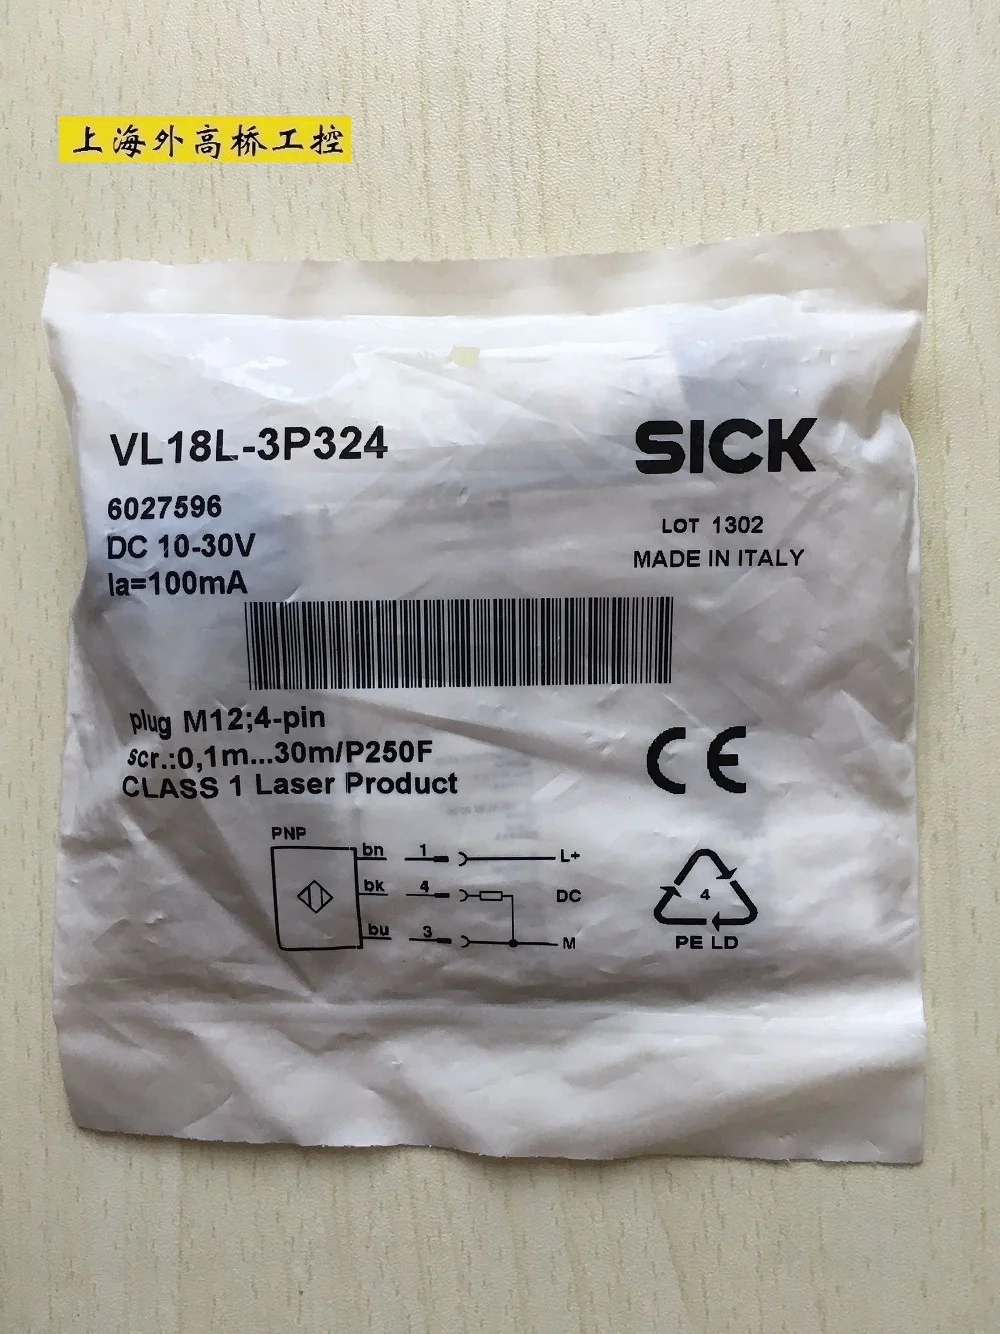 上海外高桥工控
VL18L-3P324
SICK
6027596
DC 10-30V
Ia=100mA
LOT 1302
MADE IN ITALY
plug M12;4-pin
scr.:0,1m...30m/P250F
CLASS 1 Laser Product
CE
PNP
bn 1 L+
bk 4 DC
bu 3 M
4
PE LD